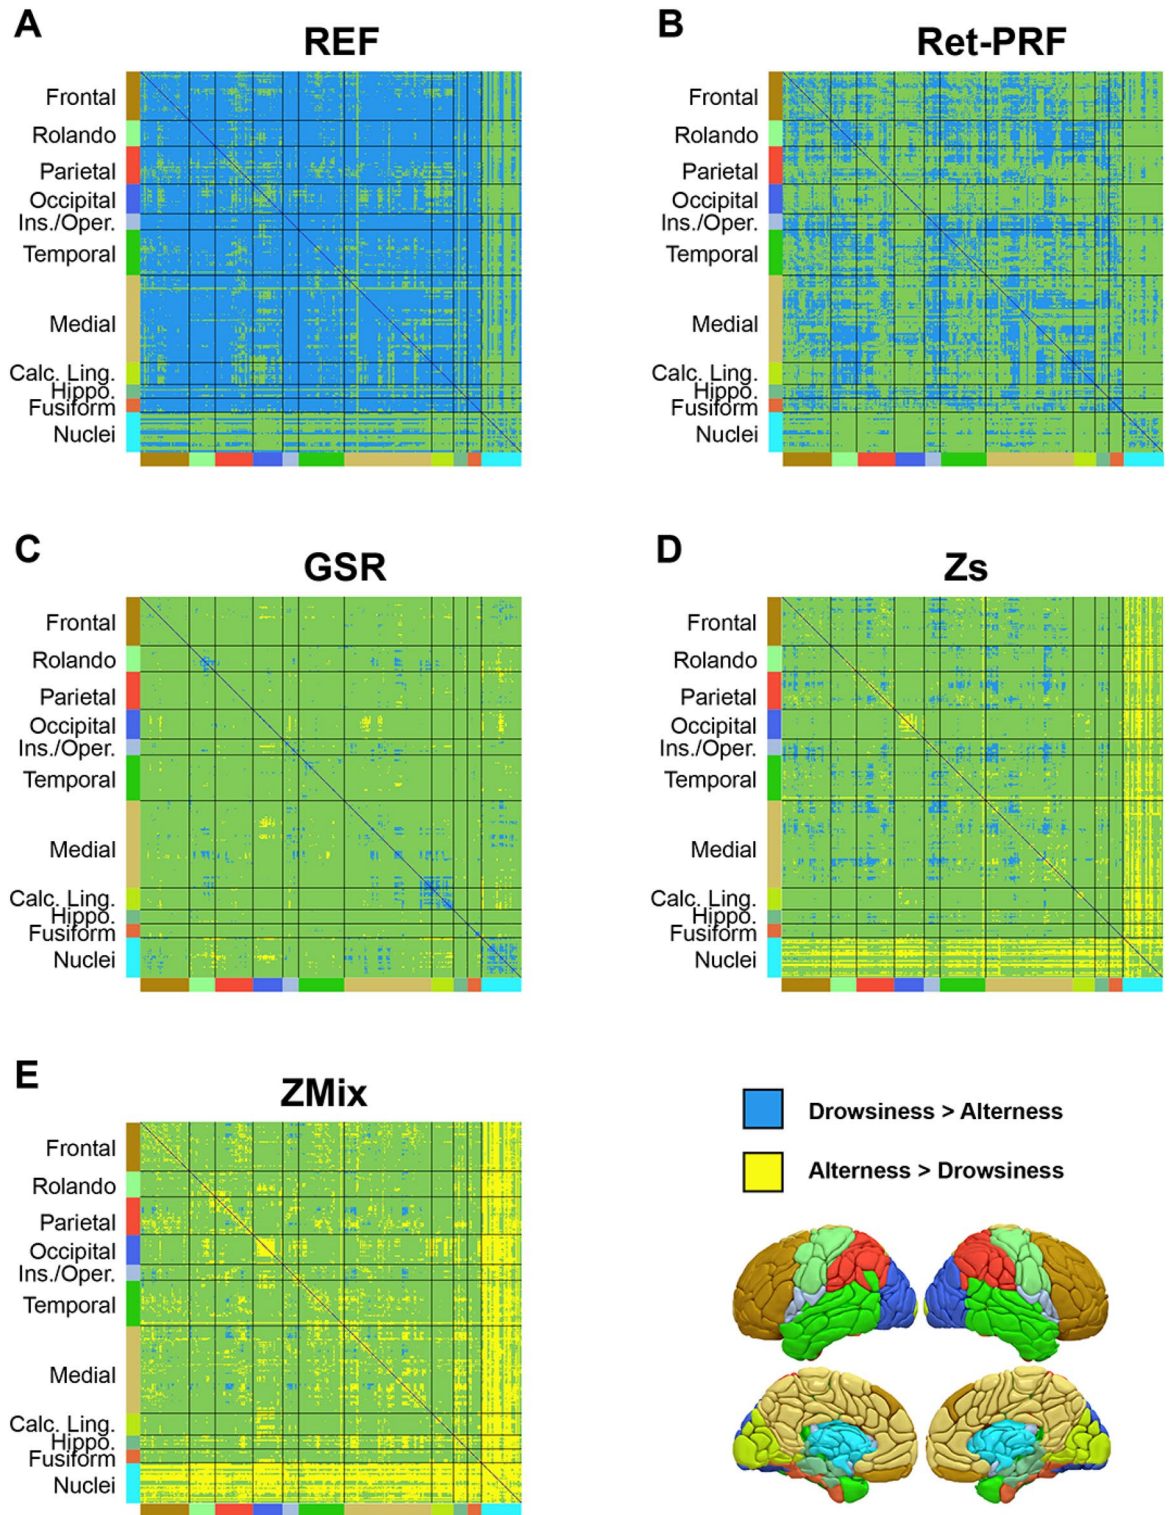 A
REF
Frontal
Rolando
Parietal
Occipital
Ins./Oper.
Temporal
Medial
Calc. Ling.
Hippo.
Fusiform
Nuclei
B
Ret-PRF
Frontal
Rolando
Parietal
Occipital
Ins./Oper.
Temporal
Medial
Calc. Ling.
Hippo.
Fusiform
Nuclei
C
GSR
Frontal
Rolando
Parietal
Occipital
Ins./Oper.
Temporal
Medial
Calc. Ling.
Hippo.
Fusiform
Nuclei
D
Zs
Frontal
Rolando
Parietal
Occipital
Ins./Oper.
Temporal
Medial
Calc. Ling.
Hippo.
Fusiform
Nuclei
E
ZMix
Frontal
Rolando
Parietal
Occipital
Ins./Oper.
Temporal
Medial
Calc. Ling.
Hippo.
Fusiform
Nuclei
Drowsiness > Alterness
Alterness > Drowsiness